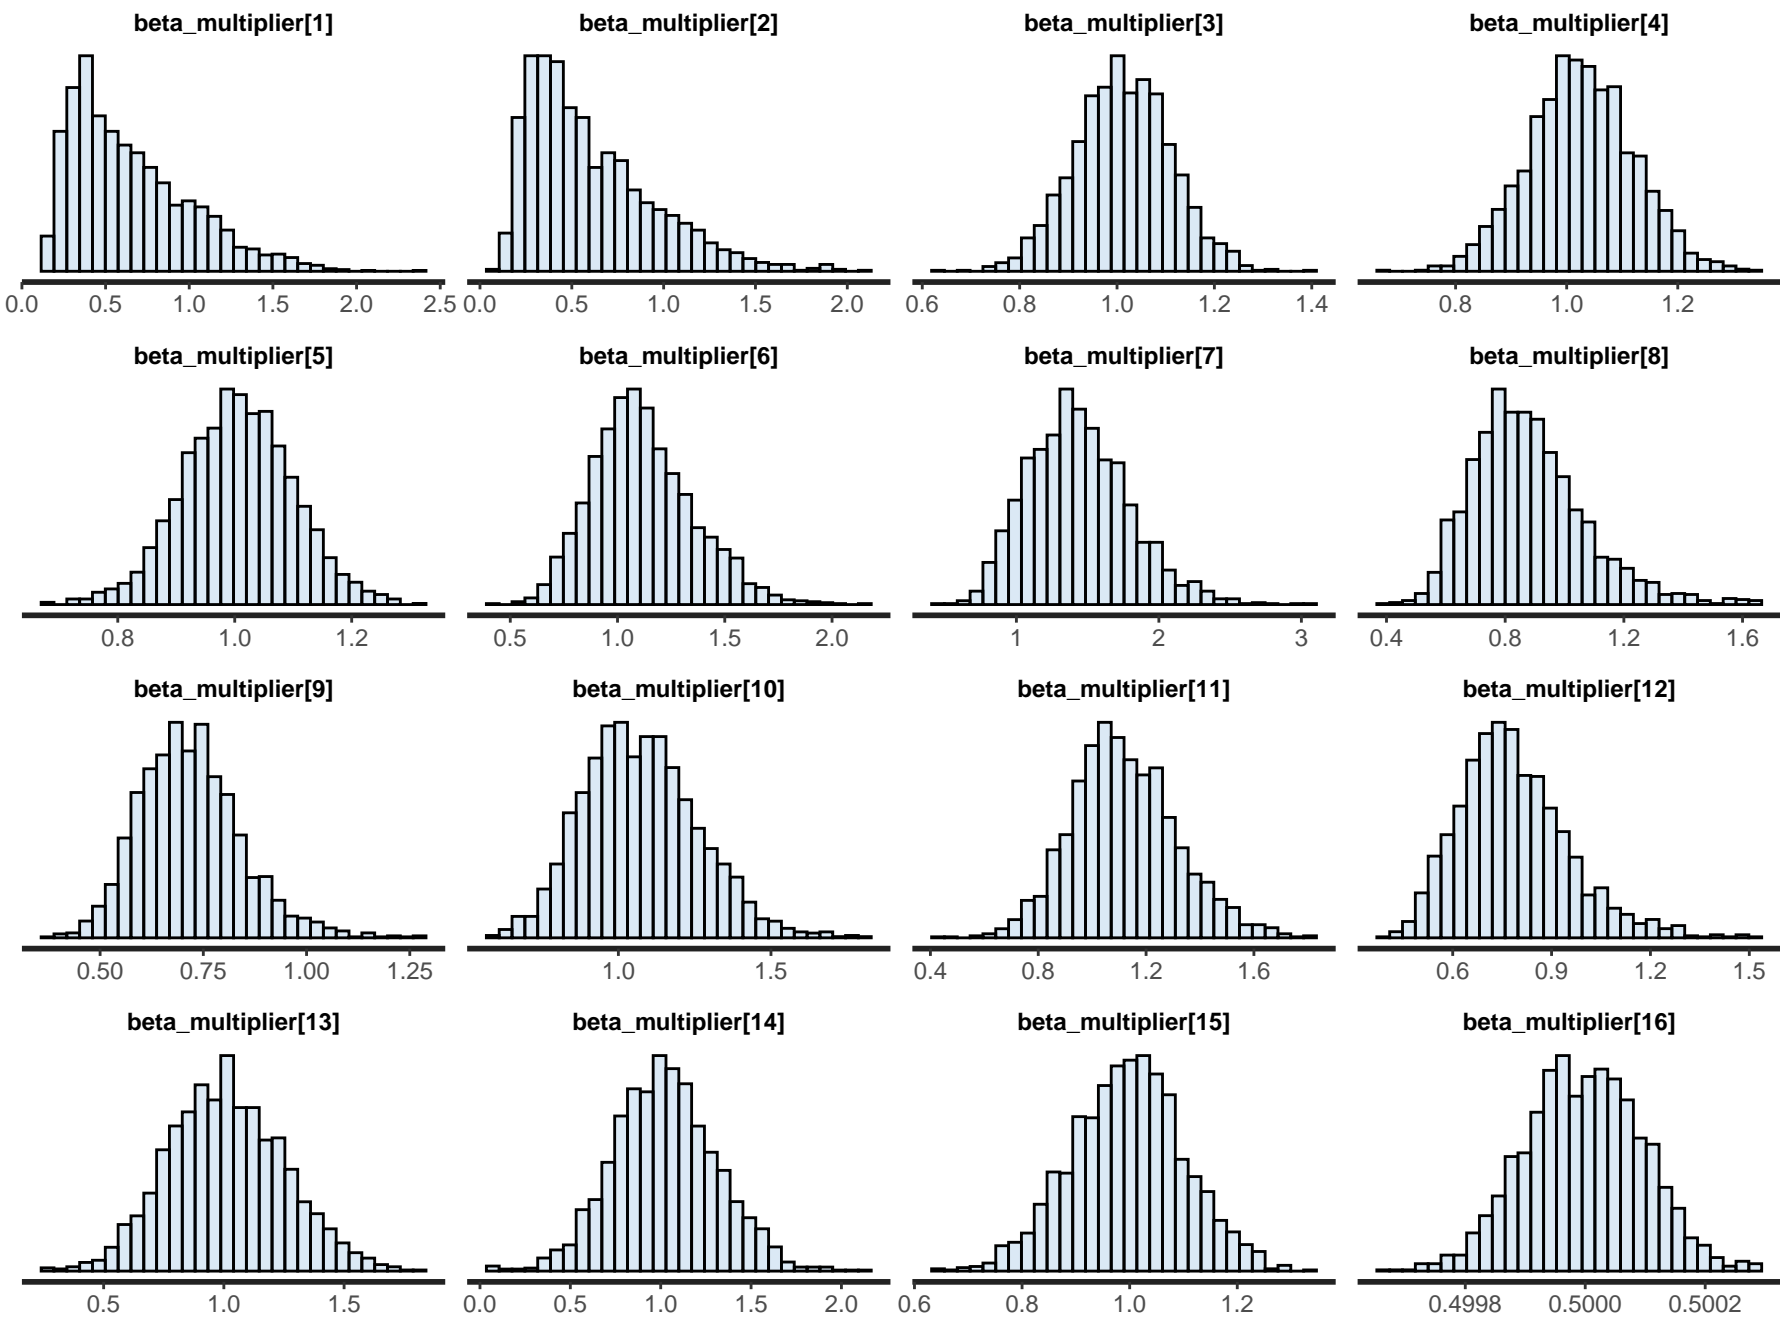 beta_multiplier[1] beta_multiplier[2] beta_multiplier[3] beta_multiplier[4]
0.0 0.5 1.0 1.5 2.0 2.5 0.0 0.5 1.0 1.5 2.0 0.6 0.8 1.0 1.2 1.4 0.8 1.0 1.2
beta_multiplier[5] beta_multiplier[6] beta_multiplier[7] beta_multiplier[8]
0.8 1.0 1.2 0.5 1.0 1.5 2.0 1 2 3 0.4 0.8 1.2 1.6
beta_multiplier[9] beta_multiplier[10] beta_multiplier[11] beta_multiplier[12]
0.50 0.75 1.00 1.25 1.0 1.5 0.4 0.8 1.2 1.6 0.6 0.9 1.2 1.5
beta_multiplier[13] beta_multiplier[14] beta_multiplier[15] beta_multiplier[16]
0.5 1.0 1.5 0.0 0.5 1.0 1.5 2.0 0.6 0.8 1.0 1.2 0.4998 0.5000 0.5002